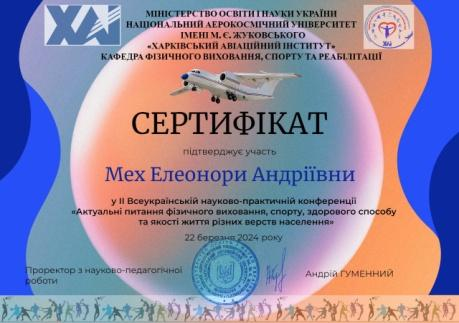 МІНІСТЕРСТВО ОСВІТИ І НАУКИ УКРАЇНИ
НАЦІОНАЛЬНИЙ АЕРОКОСМІЧНИЙ УНІВЕРСИТЕТ
ІМЕНІ М. Є. ЖУКОВСЬКОГО
«ХАРКІВСЬКИЙ АВІАЦІЙНИЙ ІНСТИТУТ»
КАФЕДРА ФІЗИЧНОГО ВИХОВАННЯ, СПОРТУ ТА РЕАБІЛІТАЦІЇ
ХАІ
СЕРТИФІКАТ
підтверджує участь
Мех Елеонори Андріївни
у ІІ Всеукраїнській науково-практичній конференції
«Актуальні питання фізичного виховання, спорту, здорового способу
та якості життя різних верств населення»
22 березня 2024 року
Проректор з науково-педагогічної
роботи
Андрій ГУМЕННИЙ